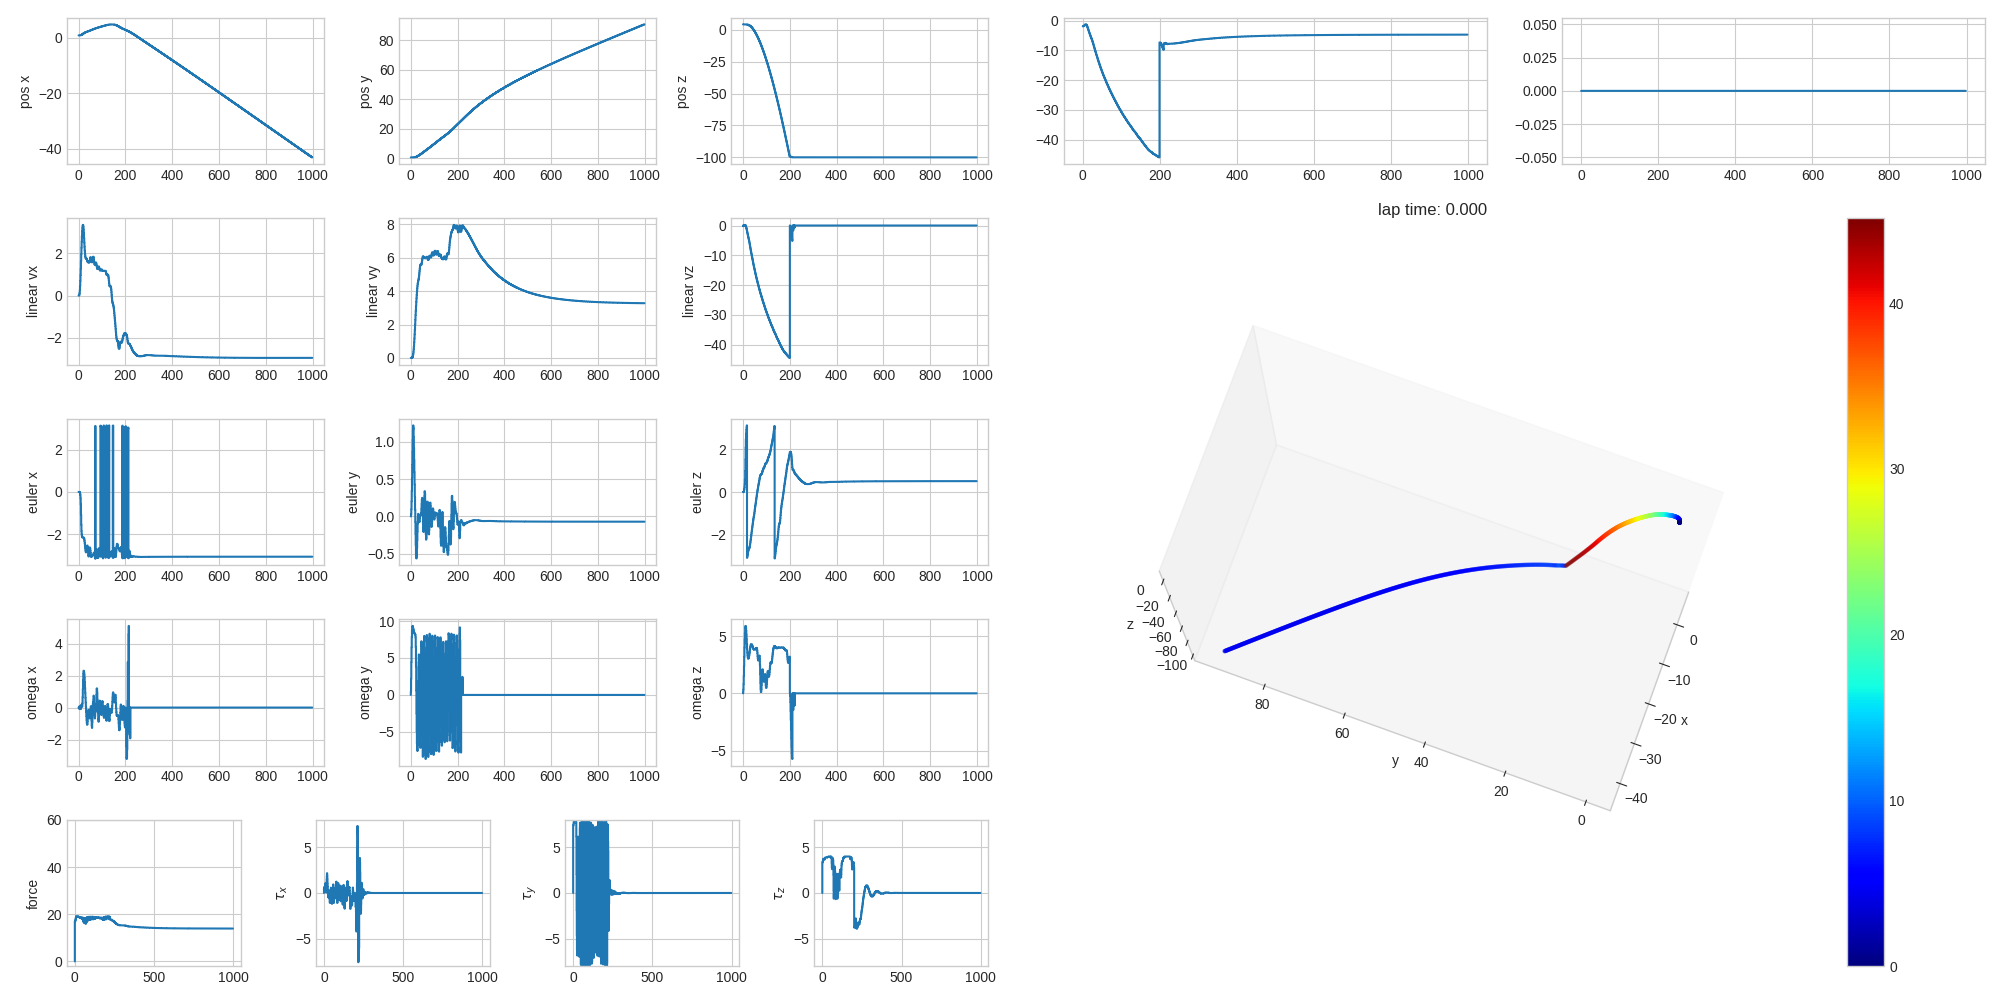 pos x
0
−20
−40
0 200 400 600 800 1000
pos y
80
60
40
20
0
0 200 400 600 800 1000
pos z
0
−25
−50
−75
−100
0 200 400 600 800 1000
0
−10
−20
−30
−40
0 200 400 600 800 1000
0.050
0.025
0.000
−0.025
−0.050
0 200 400 600 800 1000
linear vx
2
0
−2
0 200 400 600 800 1000
linear vy
8
6
4
2
0
0 200 400 600 800 1000
linear vz
0
−10
−20
−30
−40
0 200 400 600 800 1000
euler x
2
0
−2
0 200 400 600 800 1000
euler y
1.0
0.5
0.0
−0.5
0 200 400 600 800 1000
euler z
2
0
−2
0 200 400 600 800 1000
omega x
4
2
0
−2
0 200 400 600 800 1000
omega y
10
5
0
−5
0 200 400 600 800 1000
omega z
5
0
−5
0 200 400 600 800 1000
force
60
40
20
0
0 500 1000
τx
5
0
−5
0 500 1000
τy
5
0
−5
0 500 1000
τz
5
0
−5
0 500 1000
lap time: 0.000
z
0
−20
−40
−60
−80
−100
y
80
60
40
20
0
x
0
−10
−20
−30
−40
40
30
20
10
0